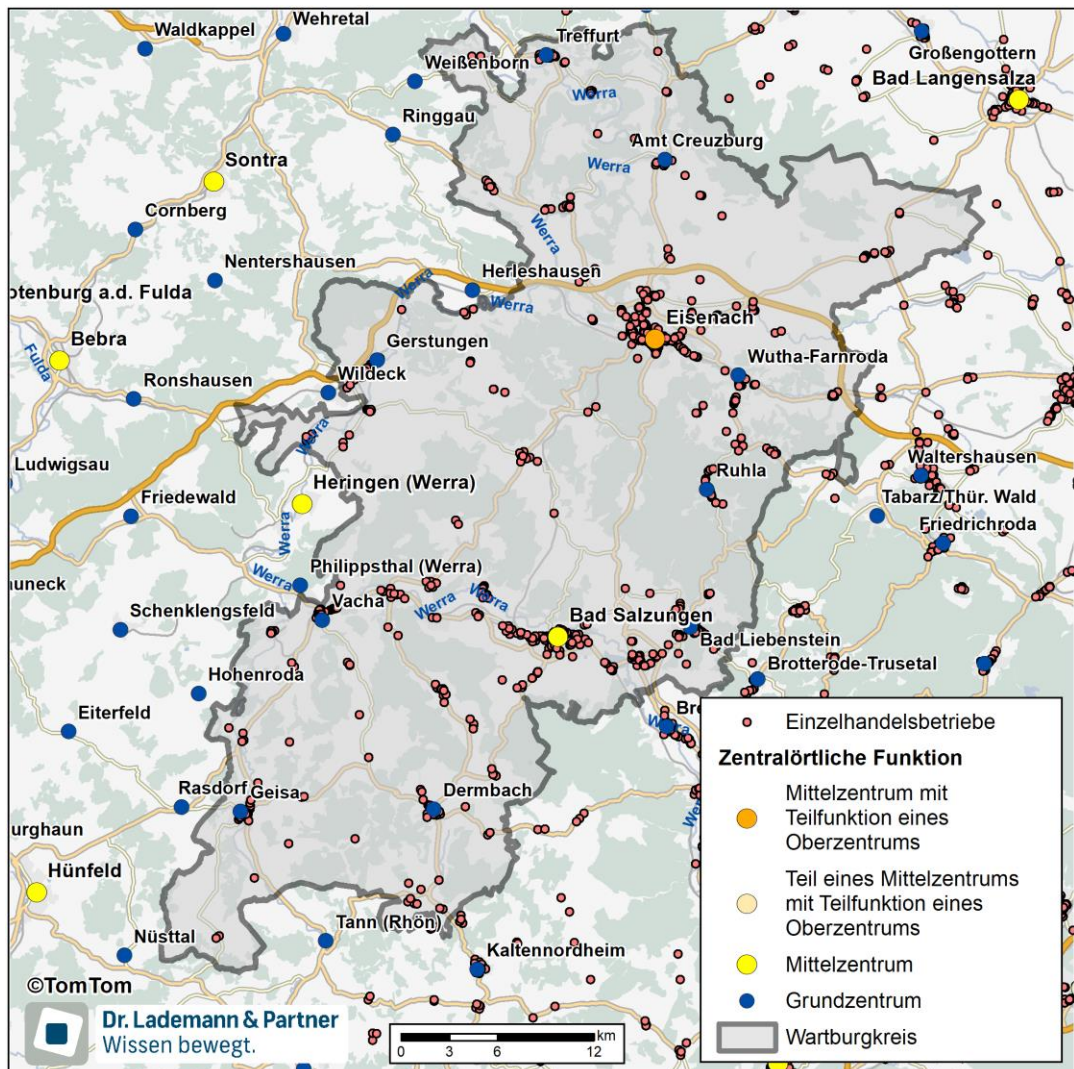 Wehretal
Waldkappel
Treffurt
Großengottern
Weißenborn
Bad Langensalza
Werra
Ringgau
Amt Creuzburg
Sontra
Werra
Cornberg
Werra
Nentershausen
Herleshausen
Werra
Werra
otenburg a.d. Fulda
Eisenach
Bebra
Gerstungen
Fulda
Wutha-Farnroda
Ronshausen
Wildeck
Werra
Ludwigsau
Waltershausen
Ruhla
Heringen (Werra)
Friedewald
Tabarz/Thür. Wald
Friedrichroda
Werra
Philippsthal (Werra)
auneck
Werra
Vacha
Werra
Werra
Schenklengsfeld
Bad Salzungen
Bad Liebenstein
Brotterode-Trusetal
Hohenroda
Eiterfeld
Bre
Werra
Rasdorf
Geisa
Dermbach
urghaun
Hünfeld
Tann (Rhön)
Nüsttal
Kaltennordheim
Einzelhandelsbetriebe
Zentralörtliche Funktion
Mittelzentrum mit
Teilfunktion eines
Oberzentrums
Teil eines Mittelzentrums
mit Teilfunktion eines
Oberzentrums
Mittelzentrum
Grundzentrum
Wartburgkreis
©TomTom
Dr. Lademann & Partner
Wissen bewegt.
km
0 3 6 12